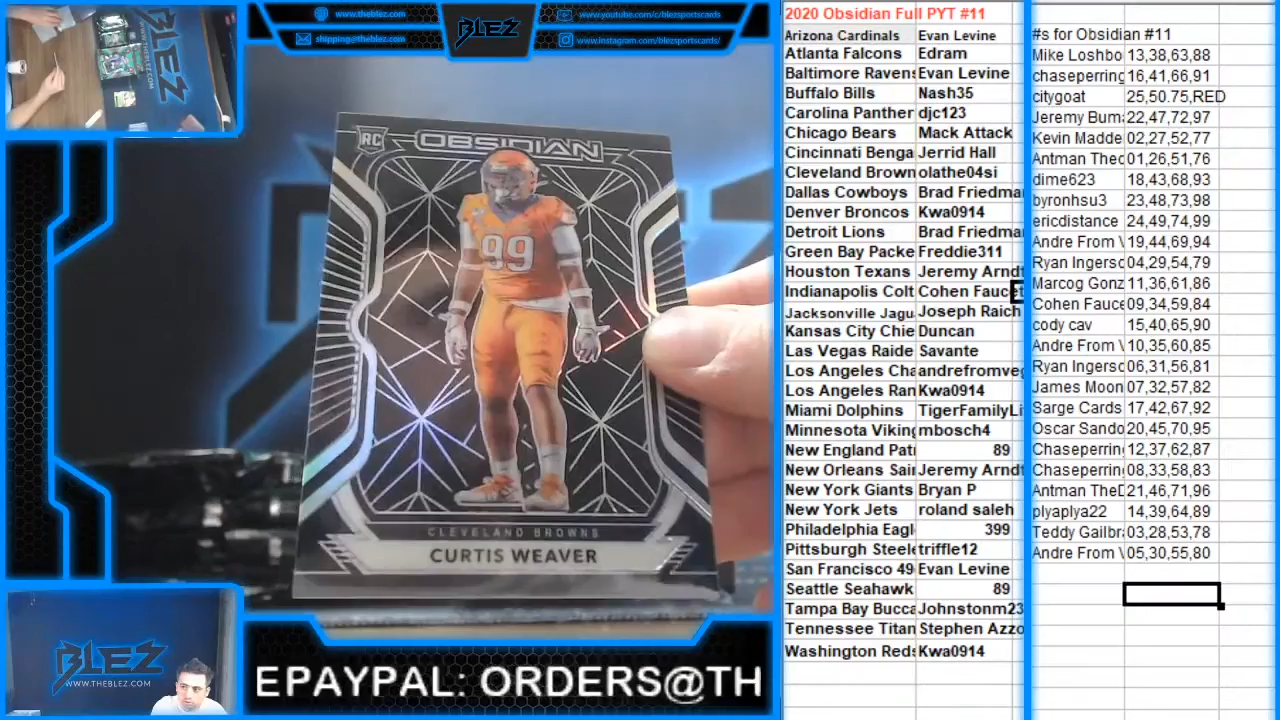 www.theblez.com
shipping@theblez.com
BLEZ
www.youtube.com/c/blezsportscards/
www.instagram.com/blezsportscards/
BLEZ
RC
OBSIDIAN
99
CLEVELAND BROWNS
CURTIS WEAVER
BLEZ
WWW.THEBLEZ.COM
EPAYPAL: ORDERS@TH
2020 Obsidian Full PYT #11
Arizona Cardinals Evan Levine
Atlanta Falcons Edram
Baltimore Ravens Evan Levine
Buffalo Bills Nash35
Carolina Panther djc123
Chicago Bears Mack Attack
Cincinnati Benga Jerrid Hall
Cleveland Brown olathe04si
Dallas Cowboys Brad Friedma
Denver Broncos Kwa0914
Detroit Lions Brad Friedma
Green Bay Packe Freddie311
Houston Texans Jeremy Arndt
Indianapolis Colt Cohen Faucet
Jacksonville Jagu Joseph Raich
Kansas City Chie Duncan
Las Vegas Raide Savante
Los Angeles Cha andrefromveg
Los Angeles Ran Kwa0914
Miami Dolphins TigerFamilyLi
Minnesota Viking mbosch4
New England Pat 89
New Orleans Sai Jeremy Arndt
New York Giants Bryan P
New York Jets roland saleh
Philadelphia Eagl 399
Pittsburgh Steele triffle12
San Francisco 49 Evan Levine
Seattle Seahawk 89
Tampa Bay Bucca Johnstonm23
Tennessee Titan Stephen Azzo
Washington Reds Kwa0914
#s for Obsidian #11
Mike Loshbo 13,38,63,88
chaseperring 16,41,66,91
citygoat 25,50.75,RED
Jeremy Bum 22,47,72,97
Kevin Madde 02,27,52,77
Antman Theo 01,26,51,76
dime623 18,43,68,93
byronhsu3 23,48,73,98
ericdistance 24,49,74,99
Andre From V 19,44,69,94
Ryan Ingerso 04,29,54,79
Marcog Gonz 11,36,61,86
Cohen Fauce 09,34,59,84
cody cav 15,40,65,90
Andre From V 10,35,60,85
Ryan Ingerso 06,31,56,81
James Moon 07,32,57,82
Sarge Cards 17,42,67,92
Oscar Sando 20,45,70,95
Chaseperring 12,37,62,87
Chaseperring 08,33,58,83
Antman TheD 21,46,71,96
plyaplya22 14,39,64,89
Teddy Gailbr 03,28,53,78
Andre From V 05,30,55,80